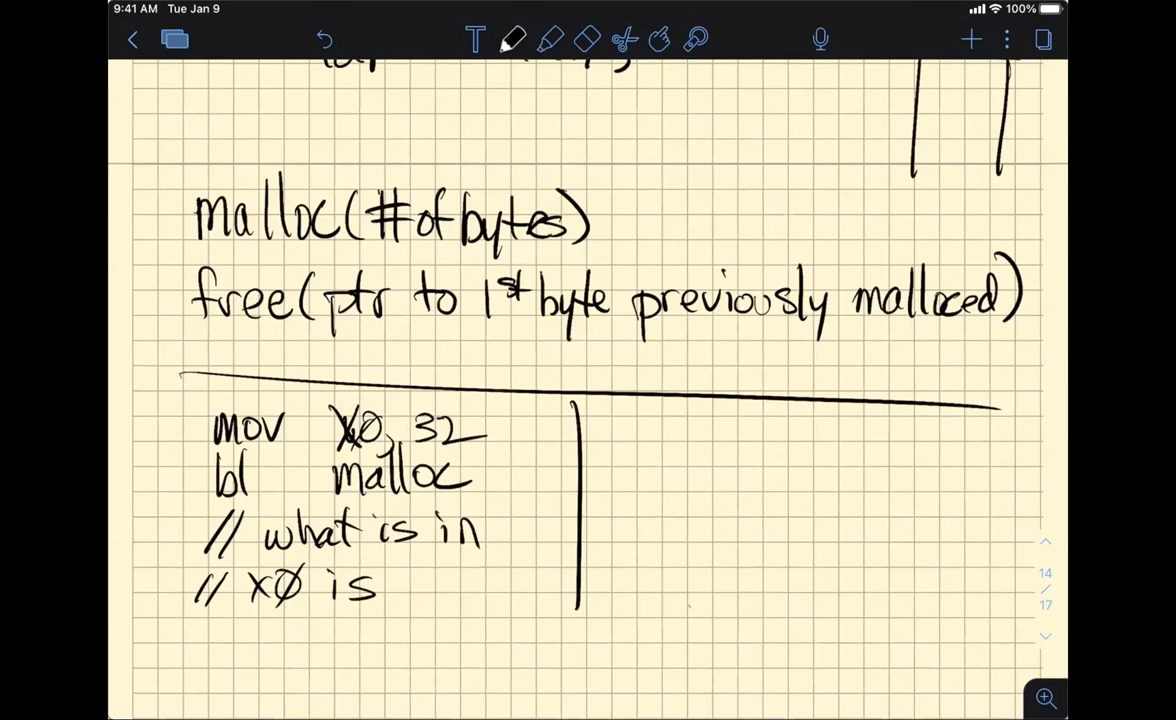 9:41 AM Tue Jan 9
100%
malloc(# of bytes)
free(ptr to 1st byte previously malloced)
mov x0, 32
bl malloc
// what is in
// x0 is
14
/
17